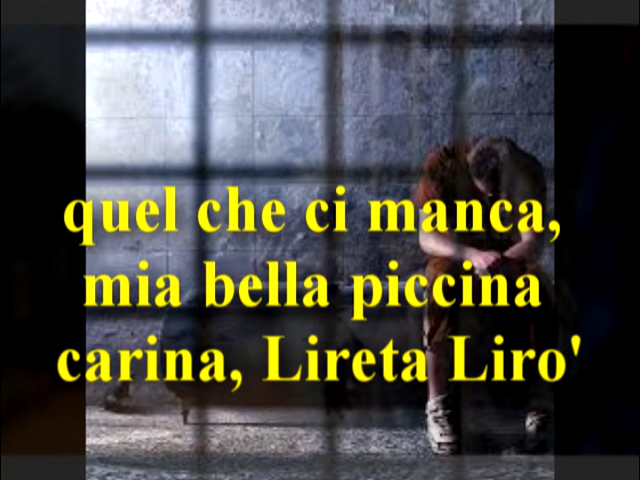 quel che ci manca,
mia bella piccina
carina, Lireta Liro'